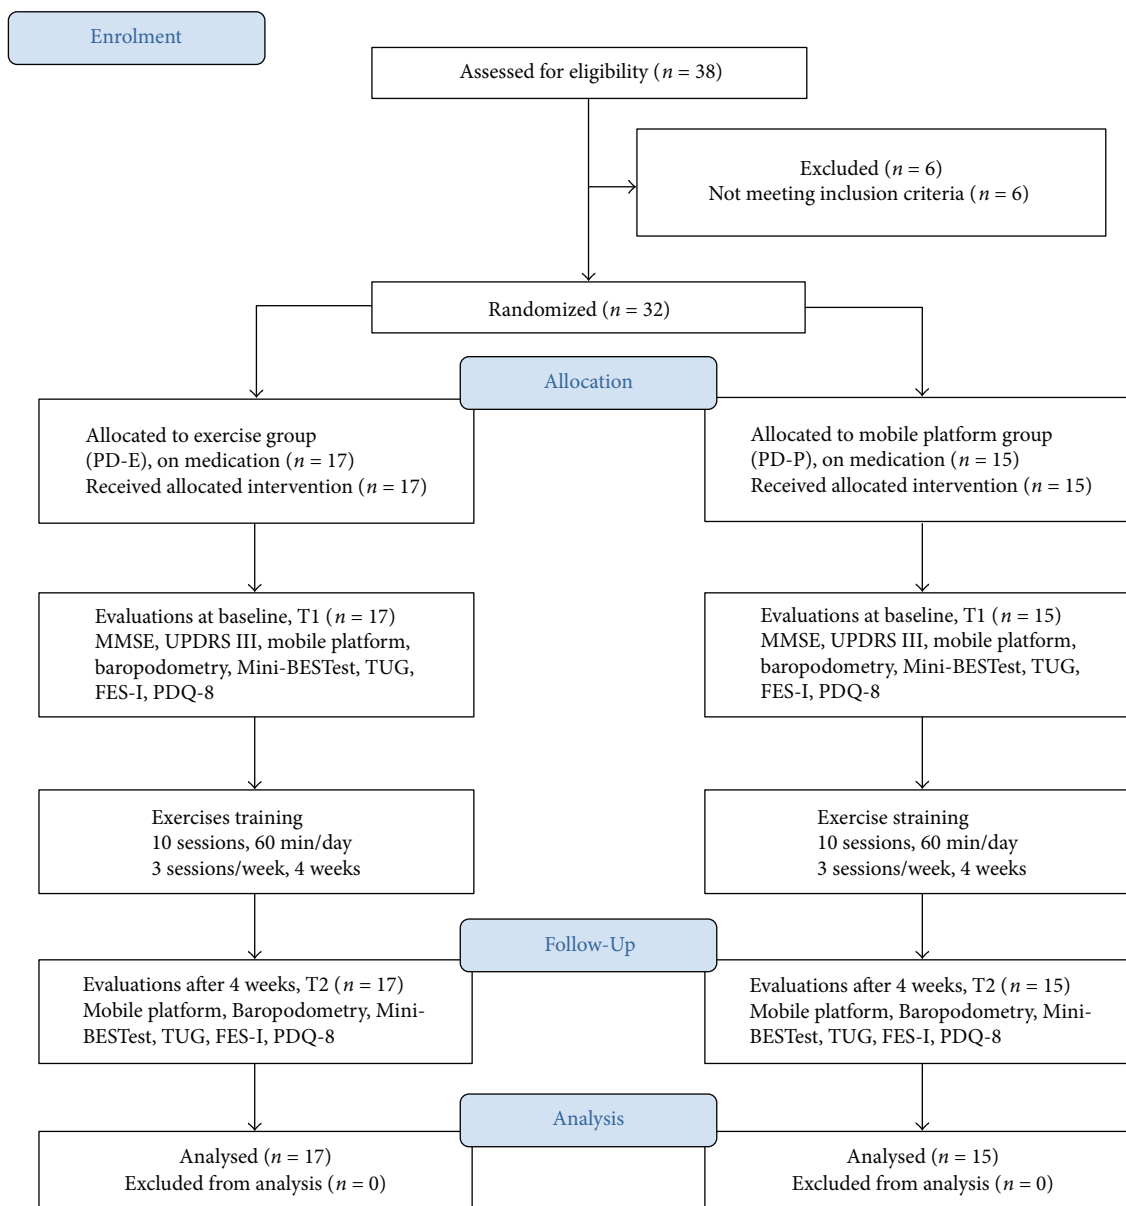 Enrolment
Assessed for eligibility (n = 38)
Excluded (n = 6)
Not meeting inclusion criteria (n = 6)
Randomized (n = 32)
Allocation
Allocated to exercise group
(PD-E), on medication (n = 17)
Received allocated intervention (n = 17)
Allocated to mobile platform group
(PD-P), on medication (n = 15)
Received allocated intervention (n = 15)
Evaluations at baseline, T1 (n = 17)
MMSE, UPDRS III, mobile platform,
baropodometry, Mini-BESTest, TUG,
FES-I, PDQ-8
Evaluations at baseline, T1 (n = 15)
MMSE, UPDRS III, mobile platform,
baropodometry, Mini-BESTest, TUG,
FES-I, PDQ-8
Exercises training
10 sessions, 60 min/day
3 sessions/week, 4 weeks
Exercise straining
10 sessions, 60 min/day
3 sessions/week, 4 weeks
Follow-Up
Evaluations after 4 weeks, T2 (n = 17)
Mobile platform, Baropodometry, Mini-
BESTest, TUG, FES-I, PDQ-8
Evaluations after 4 weeks, T2 (n = 15)
Mobile platform, Baropodometry, Mini-
BESTest, TUG, FES-I, PDQ-8
Analysis
Analysed (n = 17)
Excluded from analysis (n = 0)
Analysed (n = 15)
Excluded from analysis (n = 0)